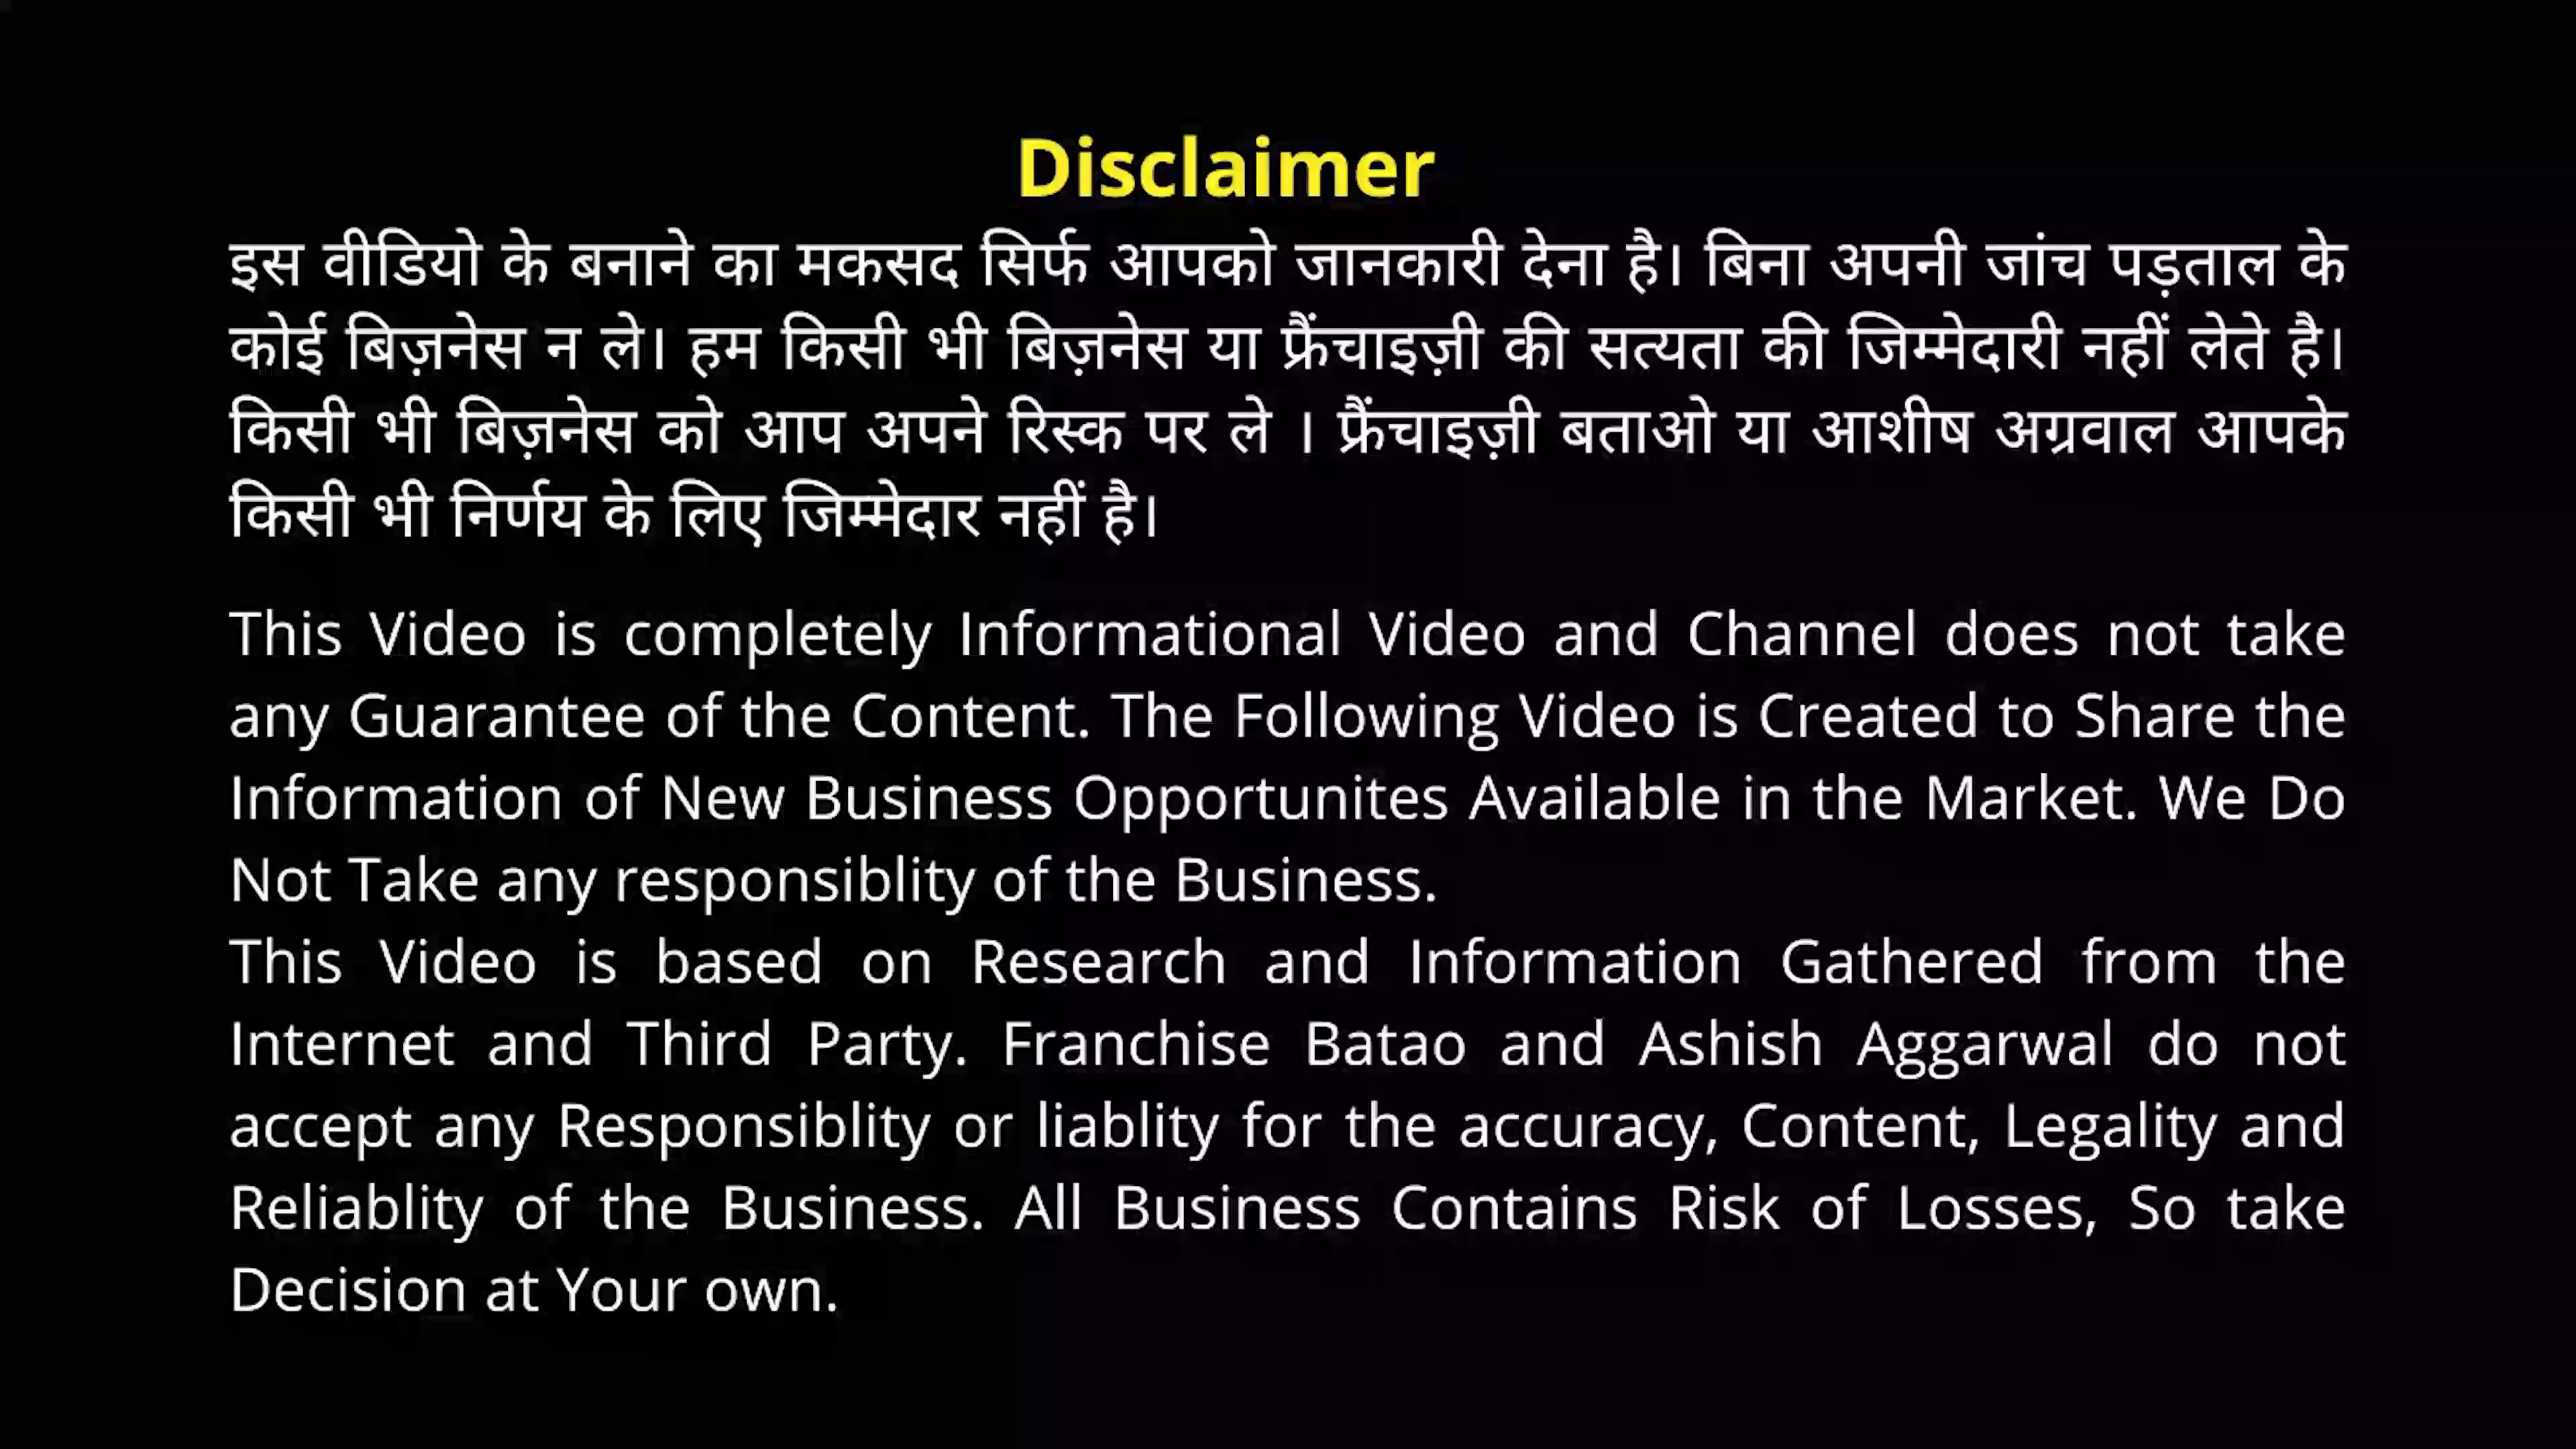 Disclaimer
इस वीडियो के बनाने का मकसद सिर्फ आपको जानकारी देना है। बिना अपनी जांच पड़ताल के
कोई बिज़नेस न ले। हम किसी भी बिज़नेस या फ्रैंचाइज़ी की सत्यता की जिम्मेदारी नहीं लेते है।
किसी भी बिज़नेस को आप अपने रिस्क पर ले । फ्रैंचाइज़ी बताओ या आशीष अग्रवाल आपके
किसी भी निर्णय के लिए जिम्मेदार नहीं है।
This Video is completely Informational Video and Channel does not take
any Guarantee of the Content. The Following Video is Created to Share the
Information of New Business Opportunites Available in the Market. We Do
Not Take any responsiblity of the Business.
This Video is based on Research and Information Gathered from the
Internet and Third Party. Franchise Batao and Ashish Aggarwal do not
accept any Responsiblity or liablity for the accuracy, Content, Legality and
Reliablity of the Business. All Business Contains Risk of Losses, So take
Decision at Your own.